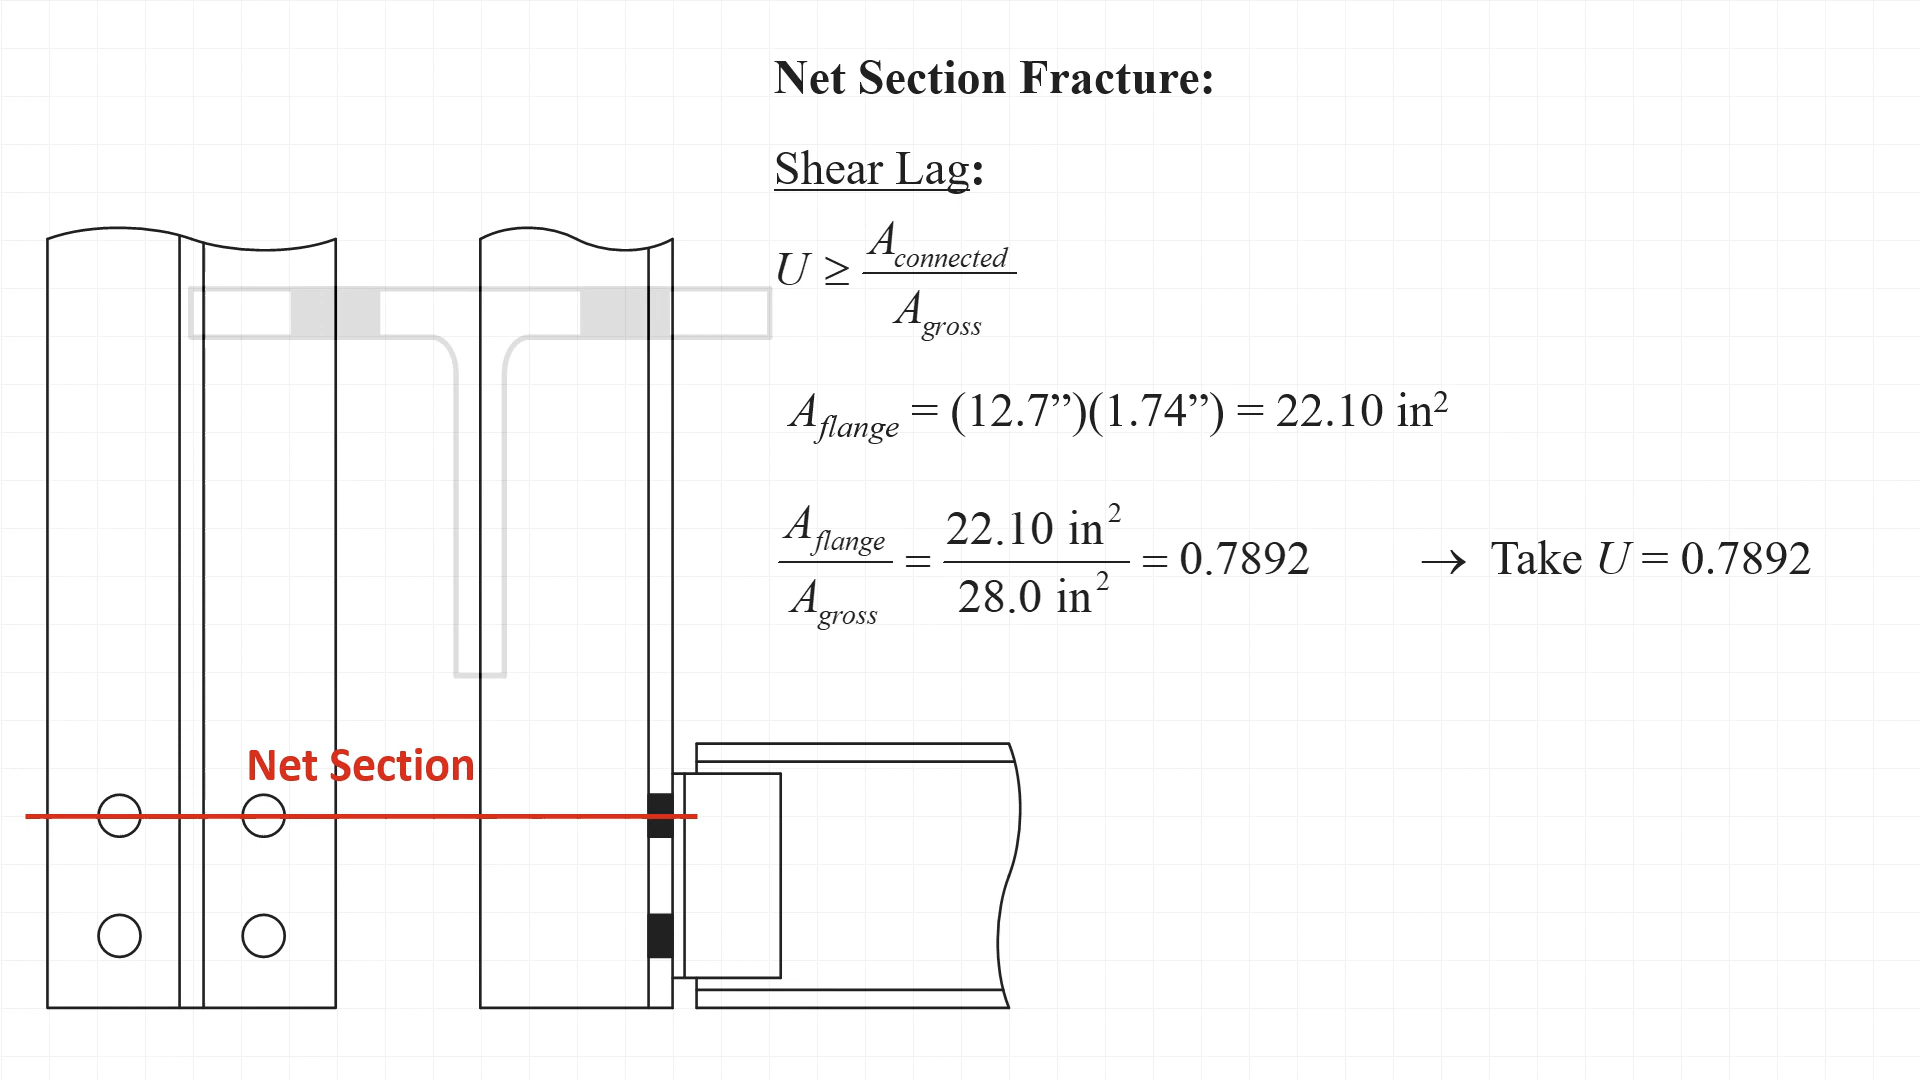 Net Section Fracture:
Shear Lag:
U ≥ A_connected / A_gross
A_flange = (12.7”)(1.74”) = 22.10 in²
A_flange / A_gross = 22.10 in² / 28.0 in² = 0.7892 → Take U = 0.7892
Net Section